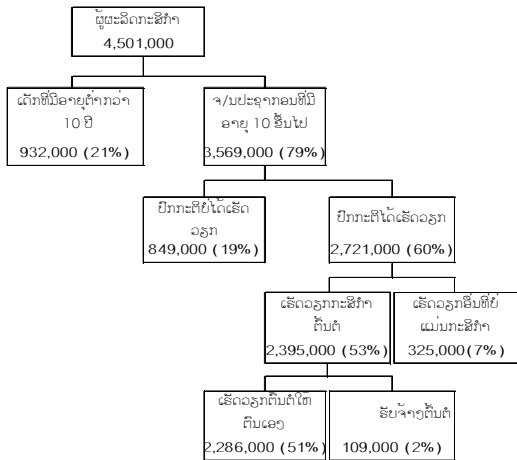 ຜູ້ຜະລິດກະສິກຳ
4,501,000
ເດັກທີ່ມີອາຍຸຕ່ຳກວ່າ
10 ປີ
932,000 (21%)
ຈ/ນປະຊາກອນທີ່ມີ
ອາຍຸ 10 ຂຶ້ນໄປ
3,569,000 (79%)
ປົກກະຕິບໍ່ໄດ້ເຮັດ
ວຽກ
849,000 (19%)
ປົກກະຕິໄດ້ເຮັດວຽກ
2,721,000 (60%)
ເຮັດວຽກກະສິກຳ
ຕົ້ນຕໍ
2,395,000 (53%)
ເຮັດວຽກອື່ນທີ່ບໍ່
ແມ່ນກະສິກຳ
325,000(7%)
ເຮັດວຽກຕົ້ນຕໍໃຫ້
ຕົນເອງ
2,286,000 (51%)
ຮັບຈ້າງຕົ້ນຕໍ
109,000 (2%)